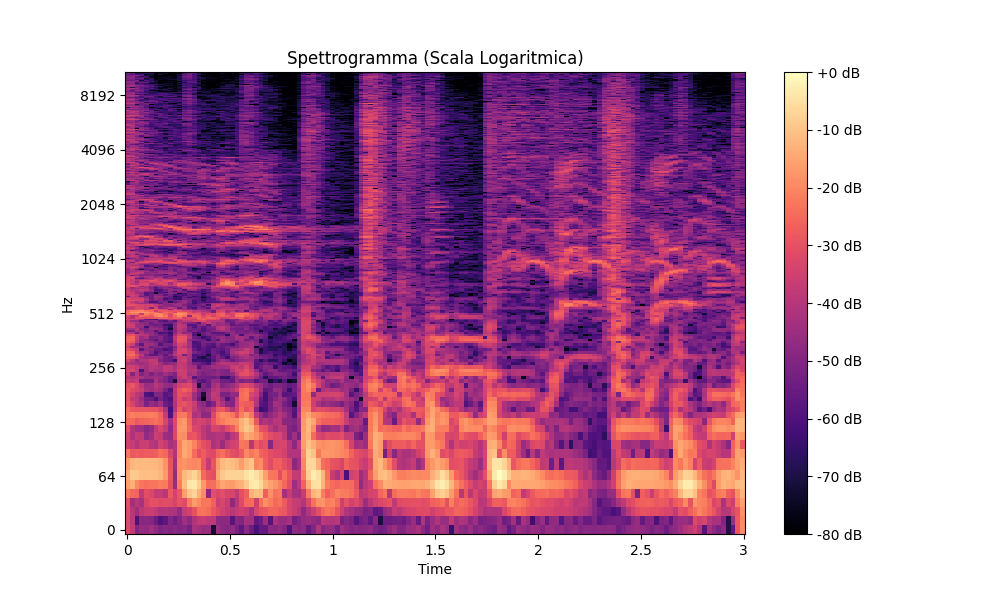 Spettrogramma (Scala Logaritmica)
Hz
8192
4096
2048
1024
512
256
128
64
0
0 0.5 1 1.5 2 2.5 3
Time
+0 dB
-10 dB
-20 dB
-30 dB
-40 dB
-50 dB
-60 dB
-70 dB
-80 dB